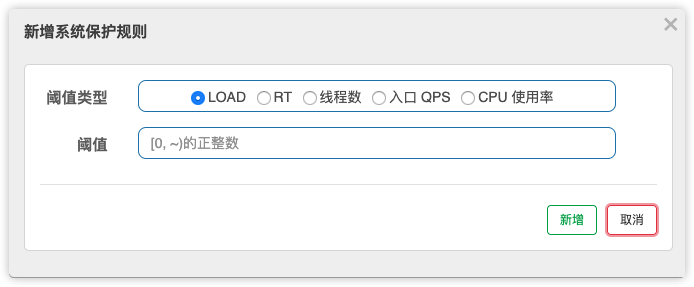 新增系统保护规则
阈值类型 LOAD RT 线程数 入口 QPS CPU 使用率
阈值 [0, ~)的正整数
新增 取消